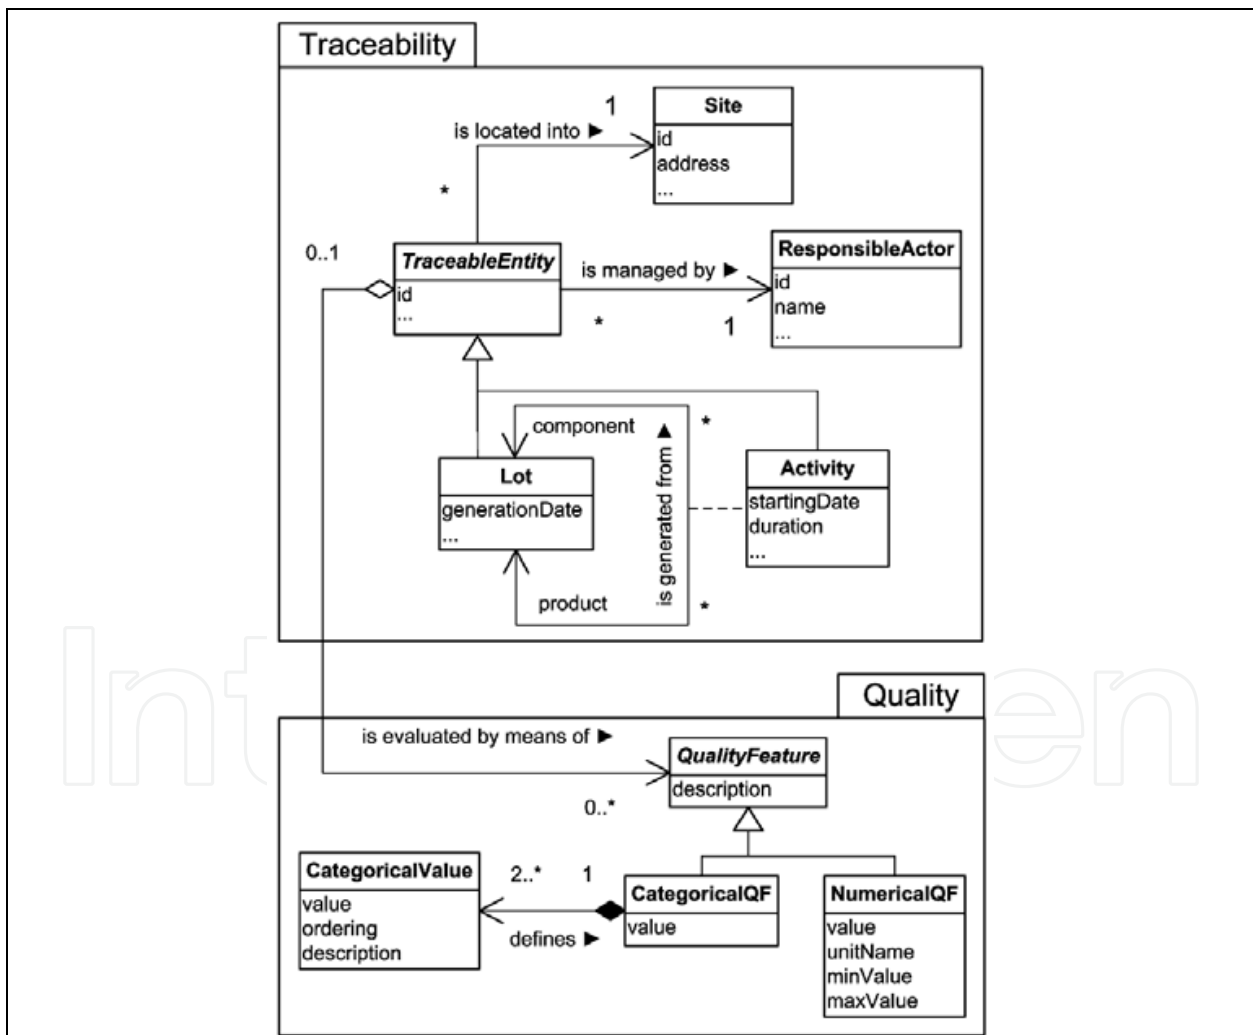 Traceability
Site
id
address
...
1
is located into ►
*
0..1
TraceableEntity
id
...
is managed by ►
*
1
ResponsibleActor
id
name
...
component
*
is generated from ►
Lot
generationDate
...
Activity
startingDate
duration
...
product
*
Quality
is evaluated by means of ►
QualityFeature
description
0..*
CategoricalValue
value
ordering
description
2..*
1
defines ►
CategoricalQF
value
NumericalQF
value
unitName
minValue
maxValue